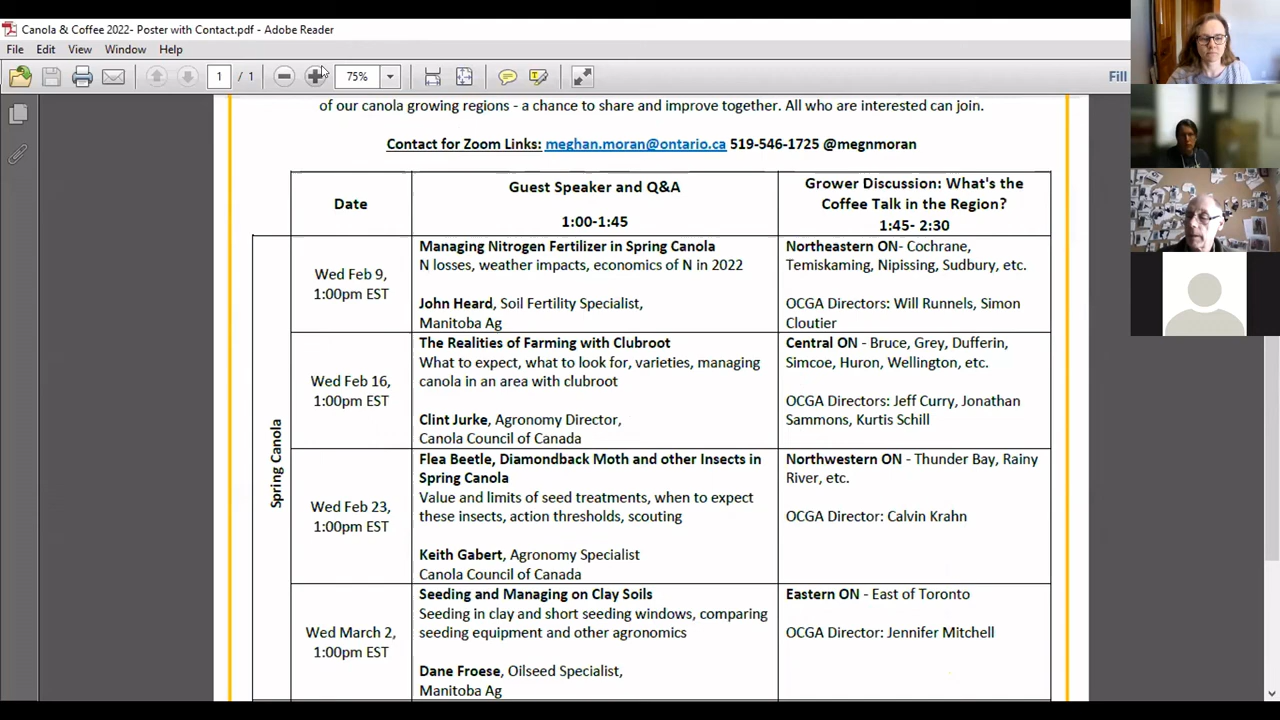 Canola & Coffee 2022- Poster with Contact.pdf - Adobe Reader
File Edit View Window Help
1 / 1 75% Fill
of our canola growing regions - a chance to share and improve together. All who are interested can join.
Contact for Zoom Links: meghan.moran@ontario.ca 519-546-1725 @megnmoran
Date
Guest Speaker and Q&A
1:00-1:45
Grower Discussion: What's the
Coffee Talk in the Region?
1:45- 2:30
Spring Canola
Wed Feb 9,
1:00pm EST
Managing Nitrogen Fertilizer in Spring Canola
N losses, weather impacts, economics of N in 2022
John Heard, Soil Fertility Specialist,
Manitoba Ag
Northeastern ON- Cochrane,
Temiskaming, Nipissing, Sudbury, etc.
OCGA Directors: Will Runnels, Simon
Cloutier
Wed Feb 16,
1:00pm EST
The Realities of Farming with Clubroot
What to expect, what to look for, varieties, managing
canola in an area with clubroot
Clint Jurke, Agronomy Director,
Canola Council of Canada
Central ON - Bruce, Grey, Dufferin,
Simcoe, Huron, Wellington, etc.
OCGA Directors: Jeff Curry, Jonathan
Sammons, Kurtis Schill
Wed Feb 23,
1:00pm EST
Flea Beetle, Diamondback Moth and other Insects in
Spring Canola
Value and limits of seed treatments, when to expect
these insects, action thresholds, scouting
Keith Gabert, Agronomy Specialist
Canola Council of Canada
Northwestern ON - Thunder Bay, Rainy
River, etc.
OCGA Director: Calvin Krahn
Wed March 2,
1:00pm EST
Seeding and Managing on Clay Soils
Seeding in clay and short seeding windows, comparing
seeding equipment and other agronomics
Dane Froese, Oilseed Specialist,
Manitoba Ag
Eastern ON - East of Toronto
OCGA Director: Jennifer Mitchell